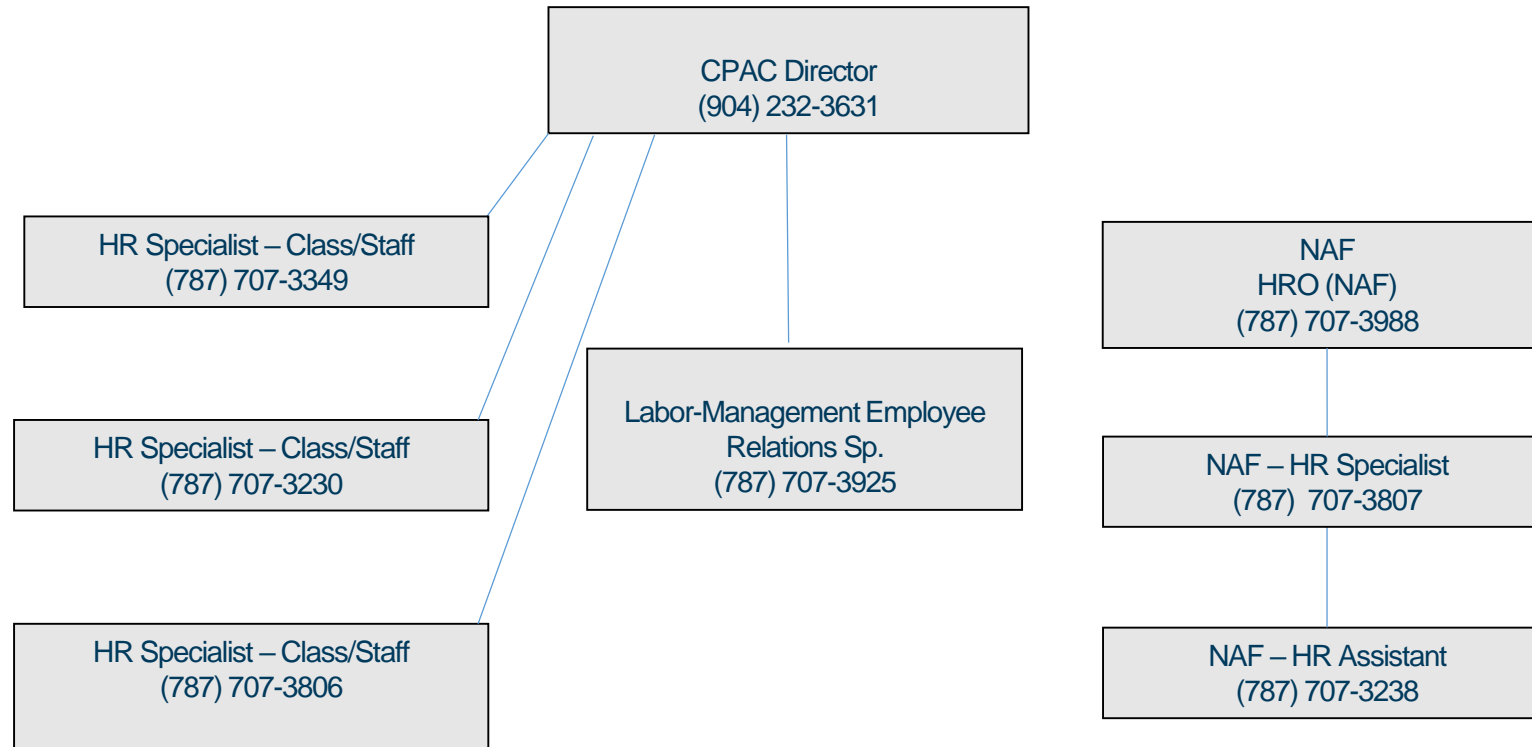 CPAC Director
(904) 232-3631
HR Specialist – Class/Staff
(787) 707-3349
NAF
HRO (NAF)
(787) 707-3988
Labor-Management Employee
Relations Sp.
(787) 707-3925
HR Specialist – Class/Staff
(787) 707-3230
NAF – HR Specialist
(787)  707-3807
HR Specialist – Class/Staff
(787) 707-3806
NAF – HR Assistant
(787) 707-3238